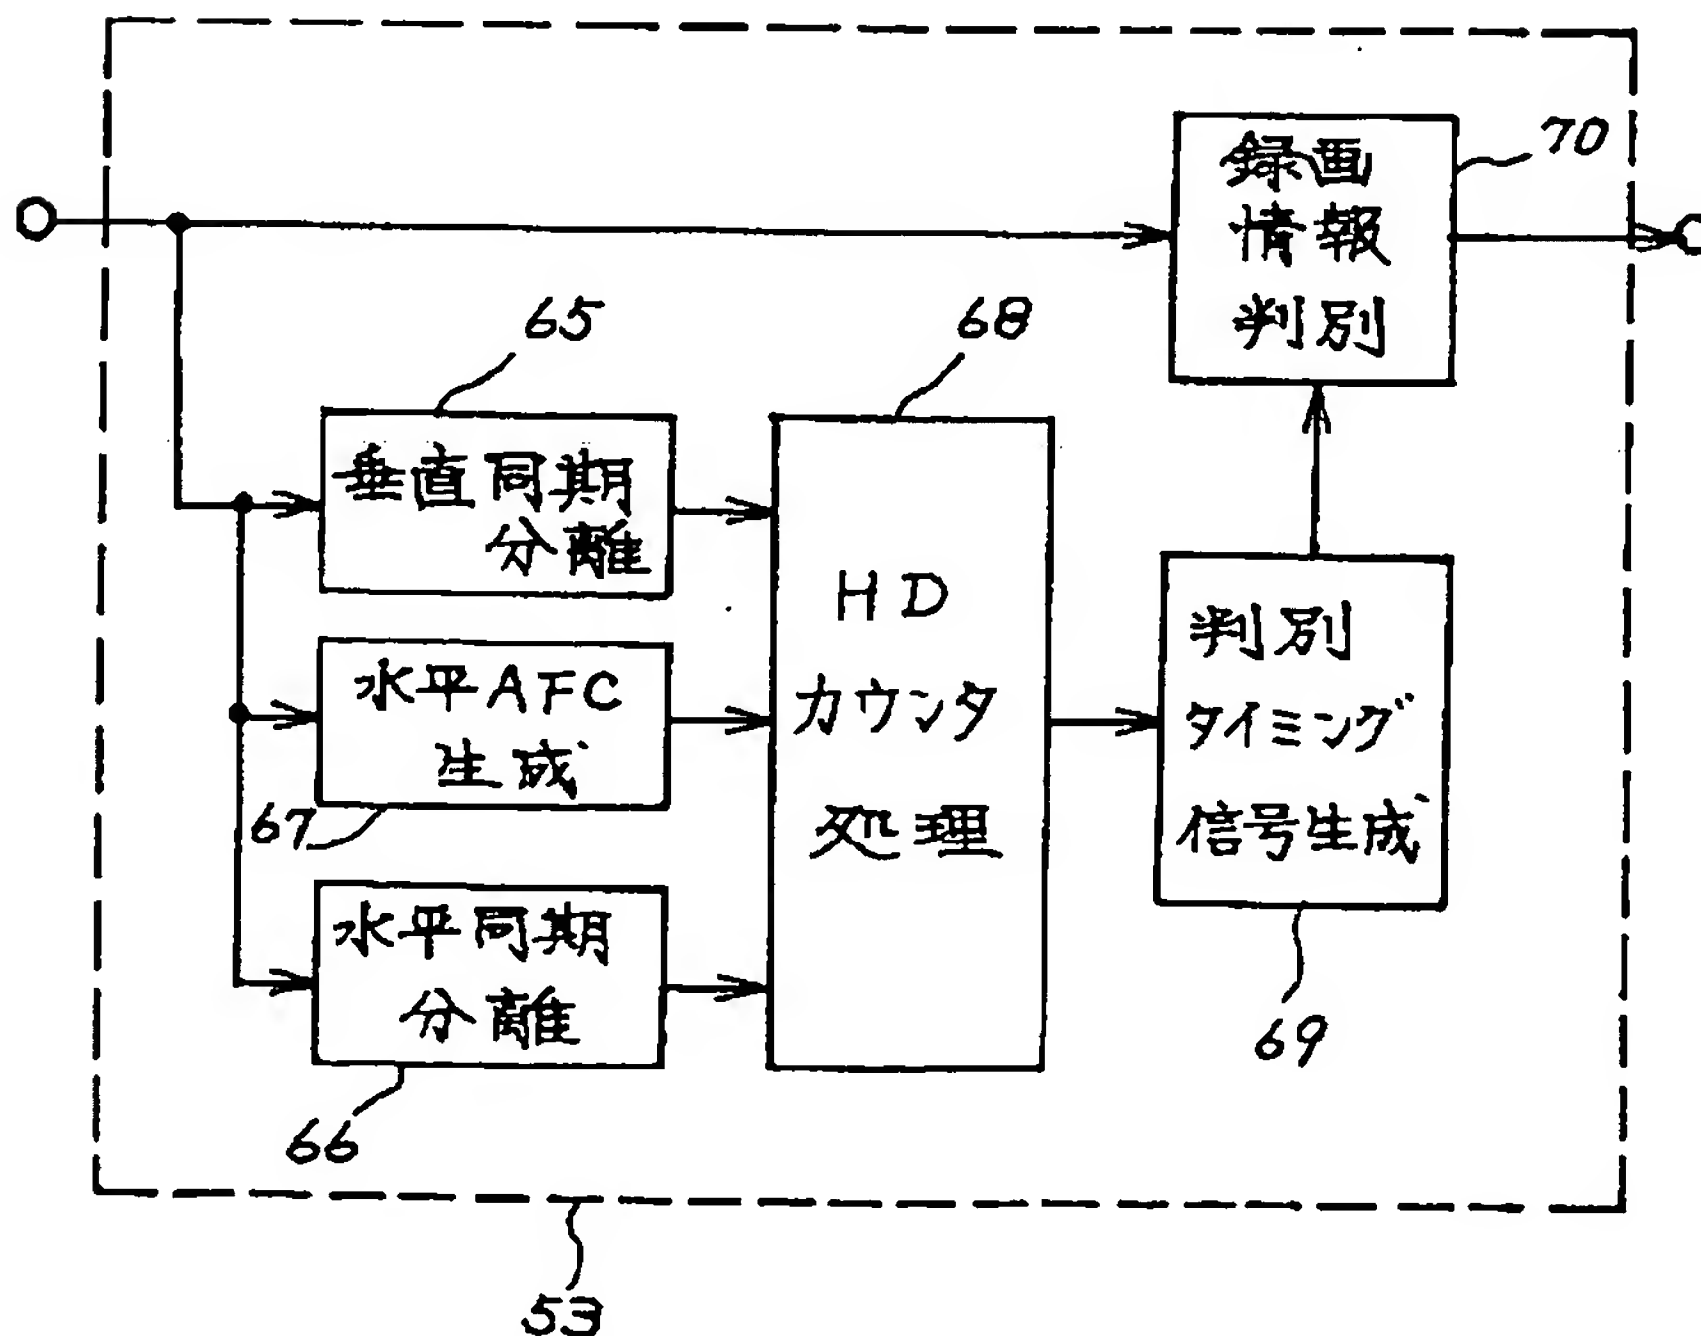 70
録画
情報
判別
65
68
垂直同期
分離
HD
カウンタ
処理
水平AFC
生成
67
判別
タイミング
信号生成
水平同期
分離
69
66
53